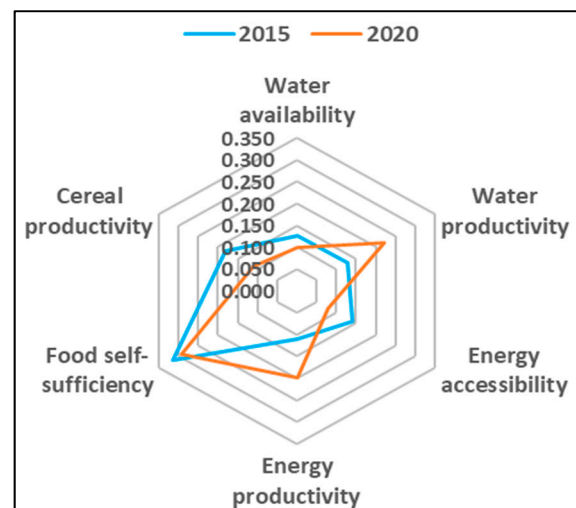 2015 2020
Water
availability
0.350
0.300
0.250
0.200
0.150
0.100
0.050
0.000
Cereal
productivity
Water
productivity
Food self-
sufficiency
Energy
accessibility
Energy
productivity